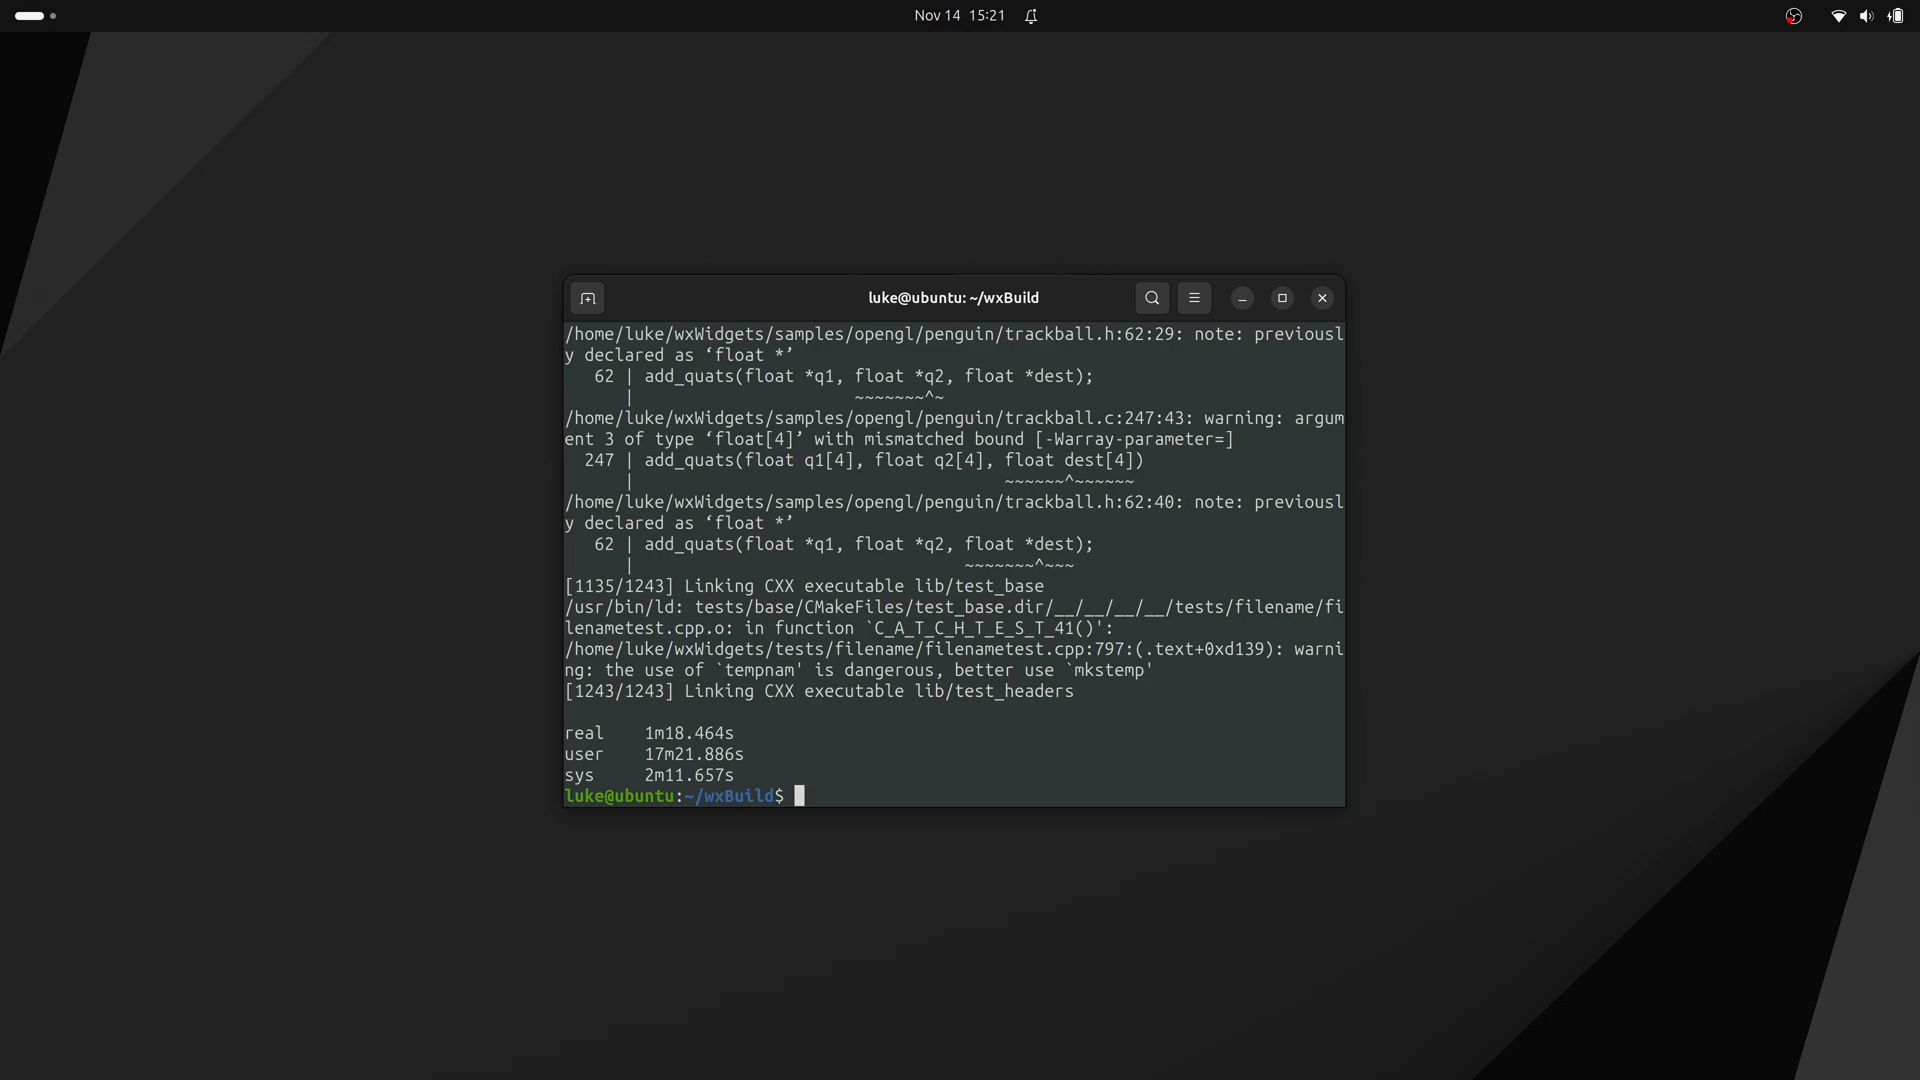 Nov 14 15:21
luke@ubuntu: ~/wxBuild
/home/luke/wxWidgets/samples/opengl/penguin/trackball.h:62:29: note: previousl
y declared as ‘float *’
   62 | add_quats(float *q1, float *q2, float *dest);
      |                      ~~~~~~~^~
/home/luke/wxWidgets/samples/opengl/penguin/trackball.c:247:43: warning: argum
ent 3 of type ‘float[4]’ with mismatched bound [-Warray-parameter=]
  247 | add_quats(float q1[4], float q2[4], float dest[4])
      |                                     ~~~~~~^~~~~~~
/home/luke/wxWidgets/samples/opengl/penguin/trackball.h:62:40: note: previousl
y declared as ‘float *’
   62 | add_quats(float *q1, float *q2, float *dest);
      |                                 ~~~~~~~^~~~
[1135/1243] Linking CXX executable lib/test_base
/usr/bin/ld: tests/base/CMakeFiles/test_base.dir/__/__/__/__/tests/filename/fi
lenametest.cpp.o: in function `C_A_T_C_H_T_E_S_T_41()':
/home/luke/wxWidgets/tests/filename/filenametest.cpp:797:(.text+0xd139): warni
ng: the use of `tempnam' is dangerous, better use `mkstemp'
[1243/1243] Linking CXX executable lib/test_headers
real    1m18.464s
user    17m21.886s
sys     2m11.657s
luke@ubuntu:~/wxBuild$